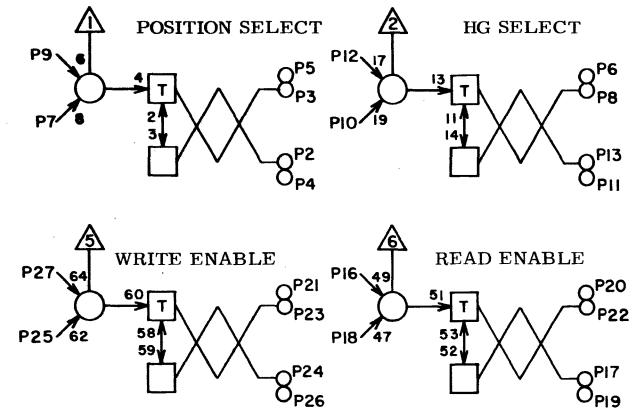 1 POSITION SELECT
P9 6
P7 8
4 T
2
3
P5
P3
P2
P4
2 HG SELECT
P12 17
P10 19
13 T
11
14
P6
P8
P13
P11
5 WRITE ENABLE
P27 64
P25 62
60 T
58
59
P21
P23
P24
P26
6 READ ENABLE
P16 49
P18 47
51 T
53
52
P20
P22
P17
P19